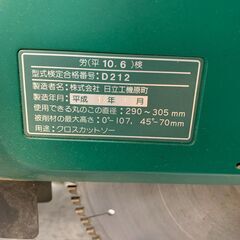 労(平10.6)検
型式検定合格番号:D212
製造者名:株式会社 日立工機原町
製造年月:平成 年 月
使用できる丸のこの直径:290~305mm
被削材の最大の厚さ:0°-107, 45°-70mm
用途:クロスカットソー